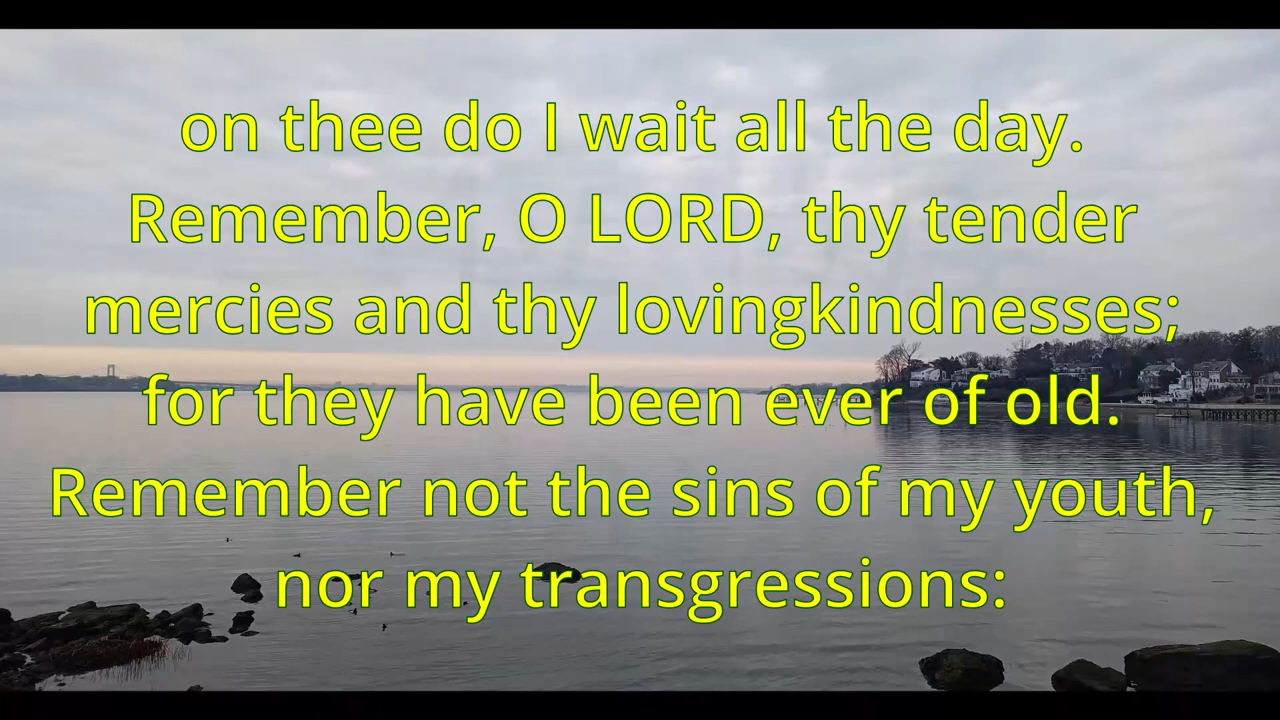 on thee do I wait all the day.
Remember, O LORD, thy tender
mercies and thy lovingkindnesses;
for they have been ever of old.
Remember not the sins of my youth,
nor my transgressions: